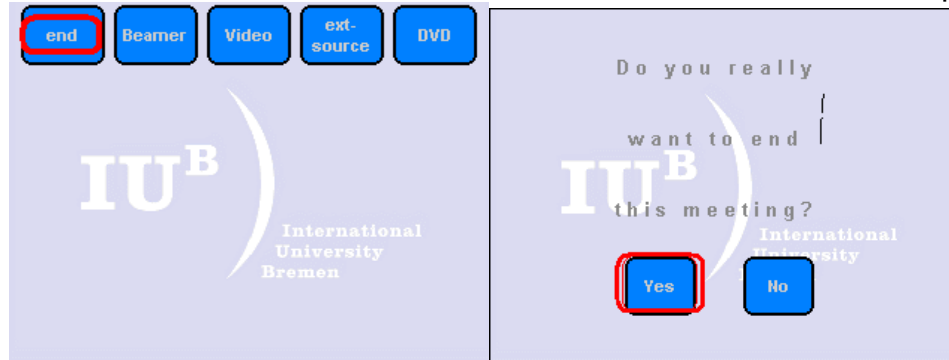 end
Beamer
Video
ext-
source
DVD
IUB
International
University
Bremen
Do you really
want to end
this meeting?
IUB
International
University
Yes
No